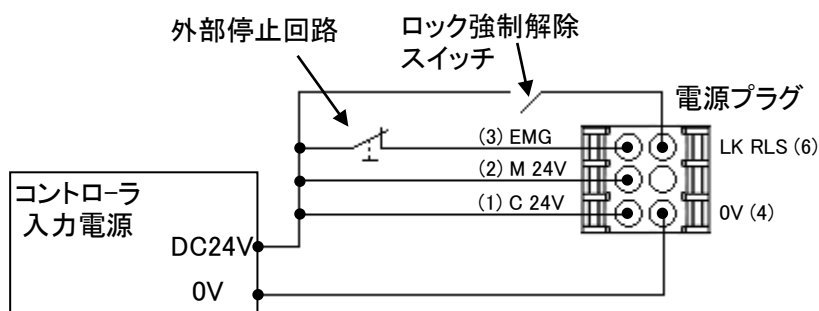 外部停止回路
ロック強制解除
スイッチ
電源プラグ
(3) EMG
LK RLS (6)
(2) M 24V
(1) C 24V
0V (4)
コントローラ
入力電源
DC24V
0V